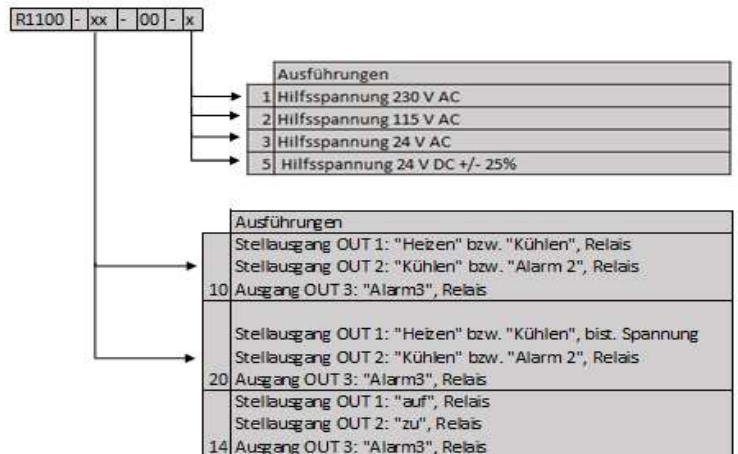 R1100 - xx - 00 - x
Ausführungen
1 Hilfsspannung 230 V AC
2 Hilfsspannung 115 V AC
3 Hilfsspannung 24 V AC
5 Hilfsspannung 24 V DC +/- 25%
Ausführungen
Stellausgang OUT 1: "Heizen" bzw. "Kühlen", Relais
Stellausgang OUT 2: "Kühlen" bzw. "Alarm 2", Relais
10 Ausgang OUT 3: "Alarm3", Relais
Stellausgang OUT 1: "Heizen" bzw. "Kühlen", bist. Spannung
Stellausgang OUT 2: "Kühlen" bzw. "Alarm 2", Relais
20 Ausgang OUT 3: "Alarm3", Relais
Stellausgang OUT 1: "auf", Relais
Stellausgang OUT 2: "zu", Relais
14 Ausgang OUT 3: "Alarm3", Relais